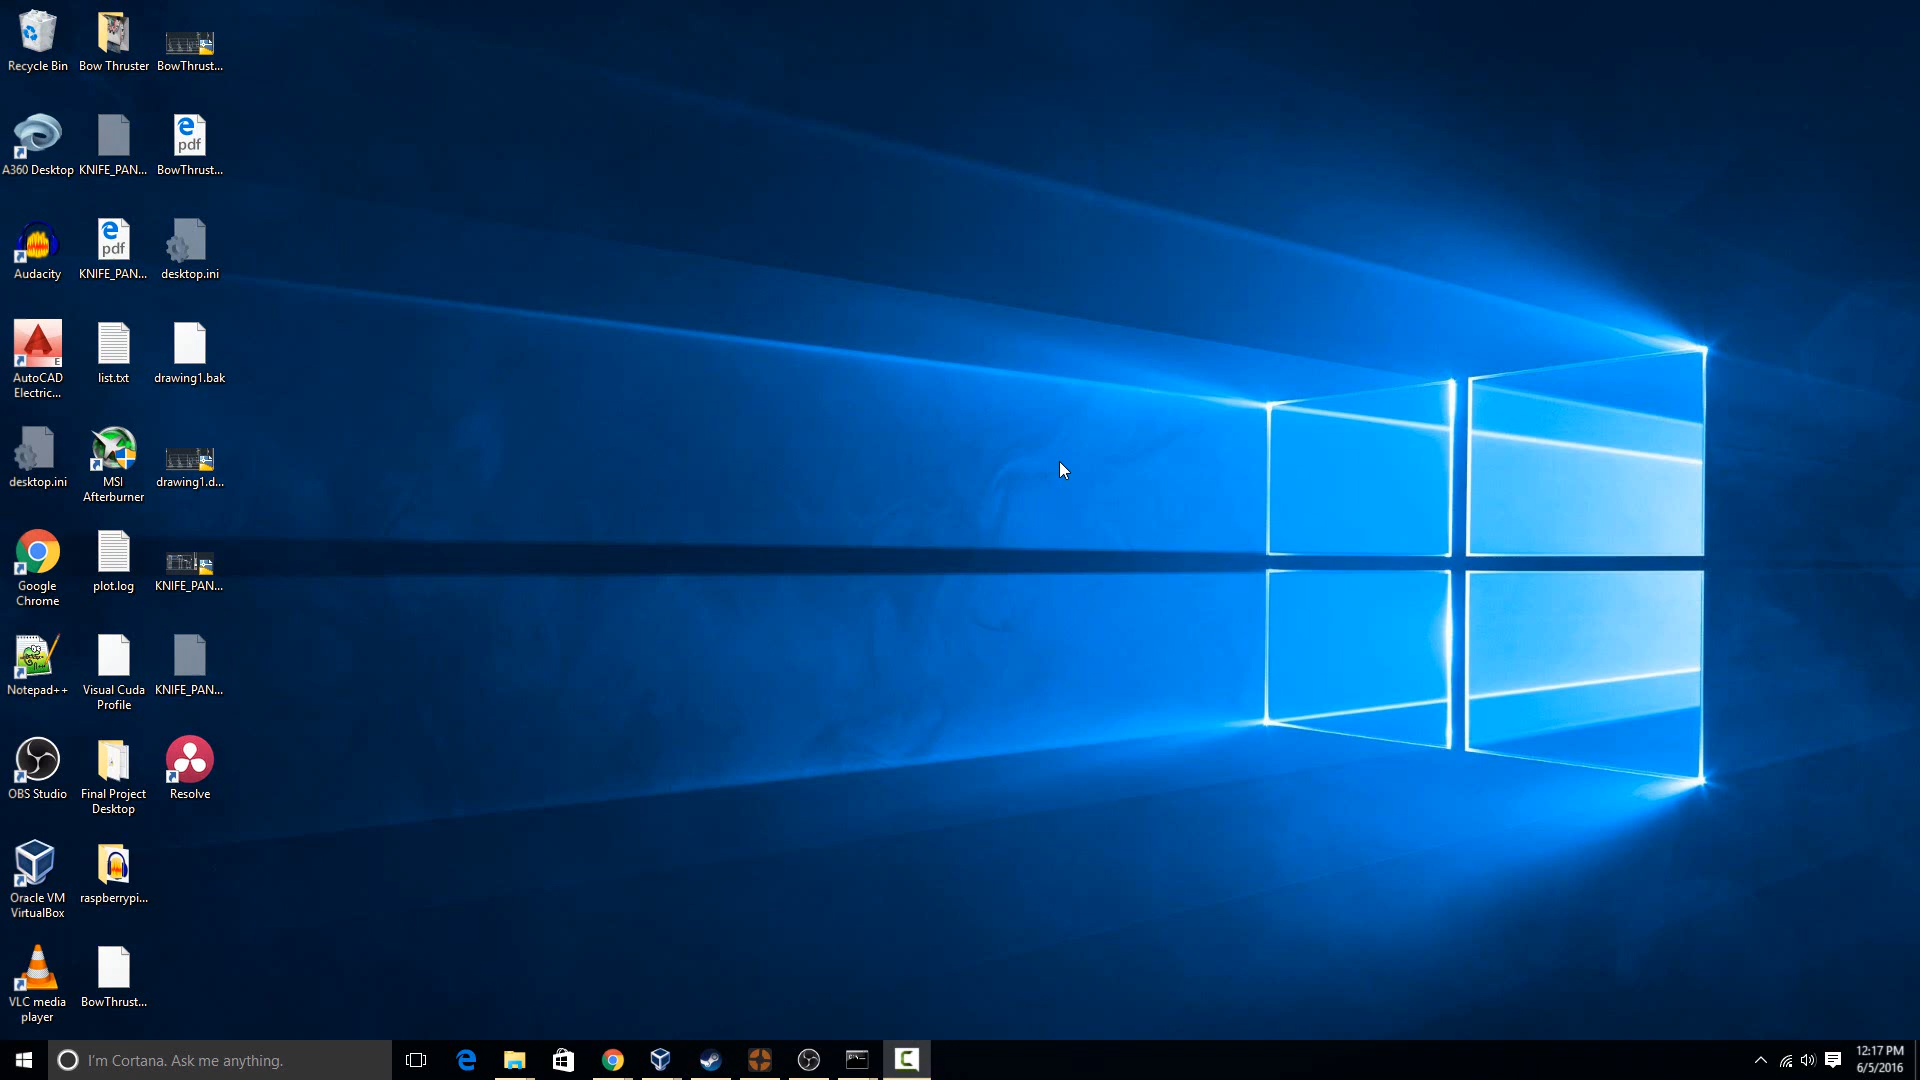 Recycle Bin
Bow Thruster
BowThrust...
A360 Desktop
KNIFE_PAN...
pdf
BowThrust...
Audacity
pdf
KNIFE_PAN...
desktop.ini
E
AutoCAD
Electric...
list.txt
drawing1.bak
desktop.ini
MSI
Afterburner
drawing1.d...
Google
Chrome
plot.log
KNIFE_PAN...
Notepad++
Visual Cuda
Profile
KNIFE_PAN...
OBS Studio
Final Project
Desktop
Resolve
Oracle VM
VirtualBox
raspberrypi...
VLC media
player
BowThrust...
I'm Cortana. Ask me anything.
12:17 PM
6/5/2016